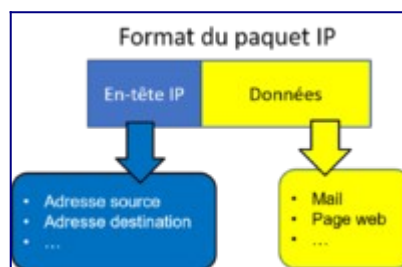 Format du paquet IP
En-tête IP
Données
• Adresse source
• Adresse destination
• ...
• Mail
• Page web
• ...